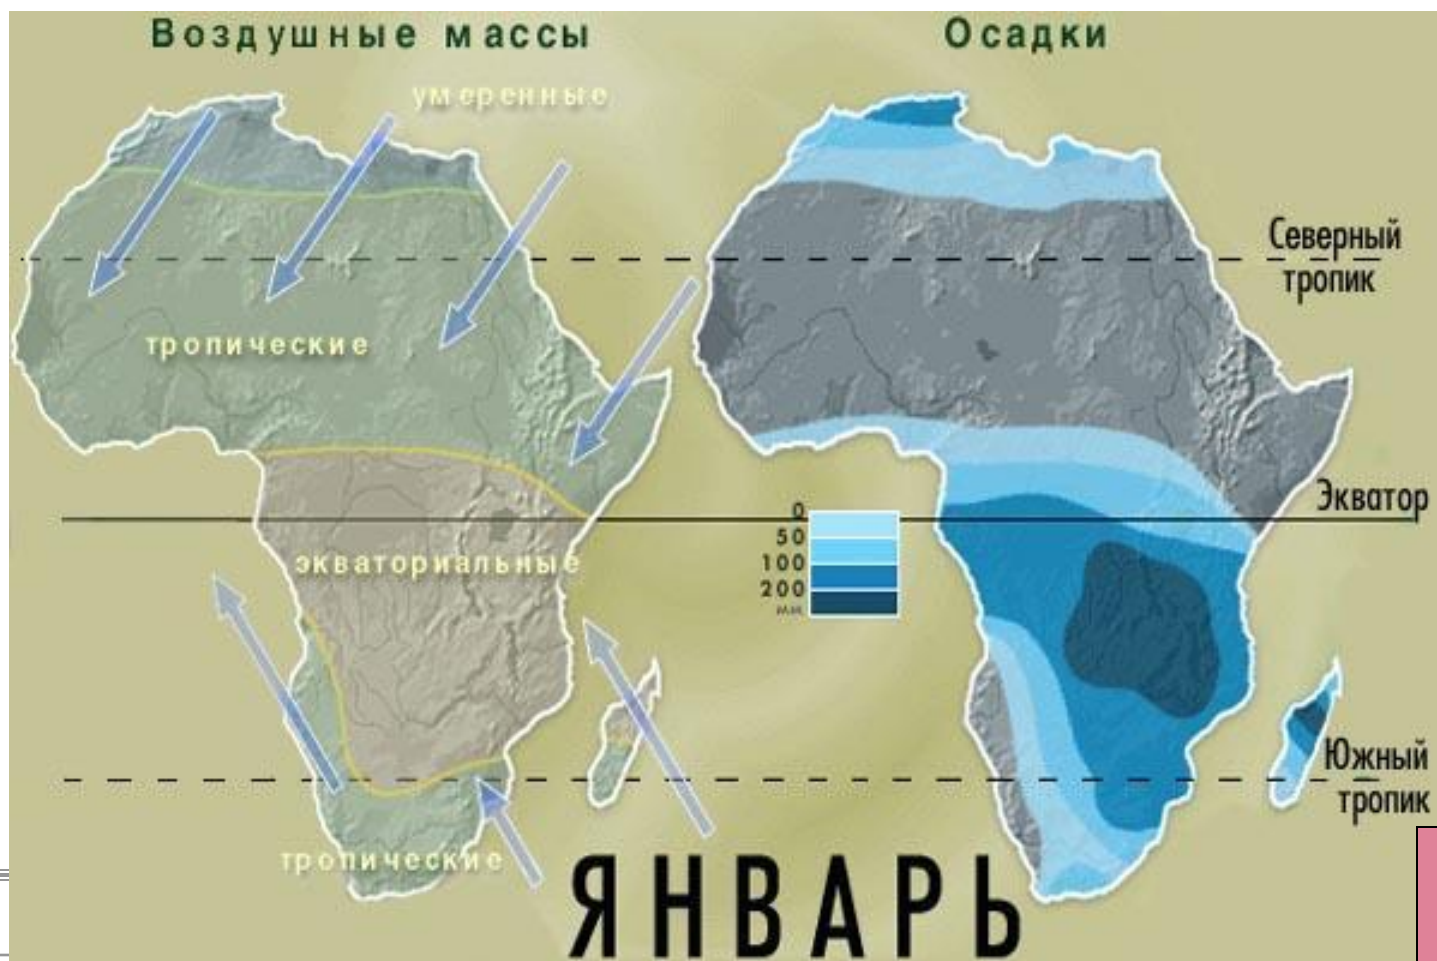 Воздушные массы
Осадки
умеренные
Северный
тропик
тропические
Экватор
0
50
100
200
мм
экваториальные
Южный
тропик
тропические
ЯНВАРЬ